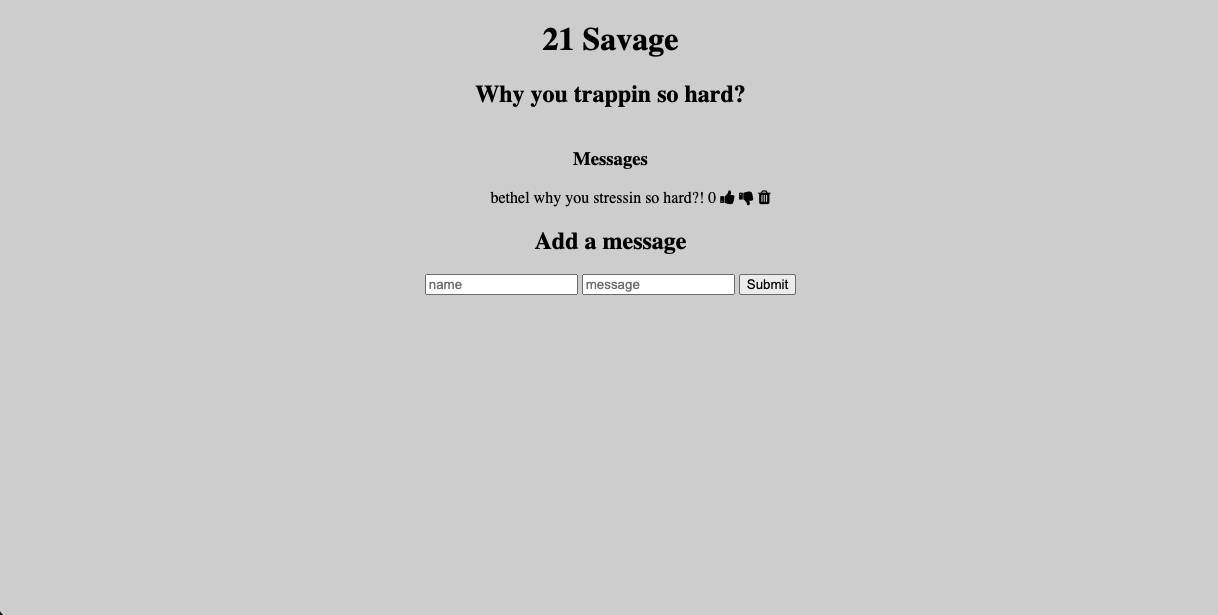 21 Savage
Why you trappin so hard?
Messages
bethel why you stressin so hard?! 0
Add a message
name message Submit